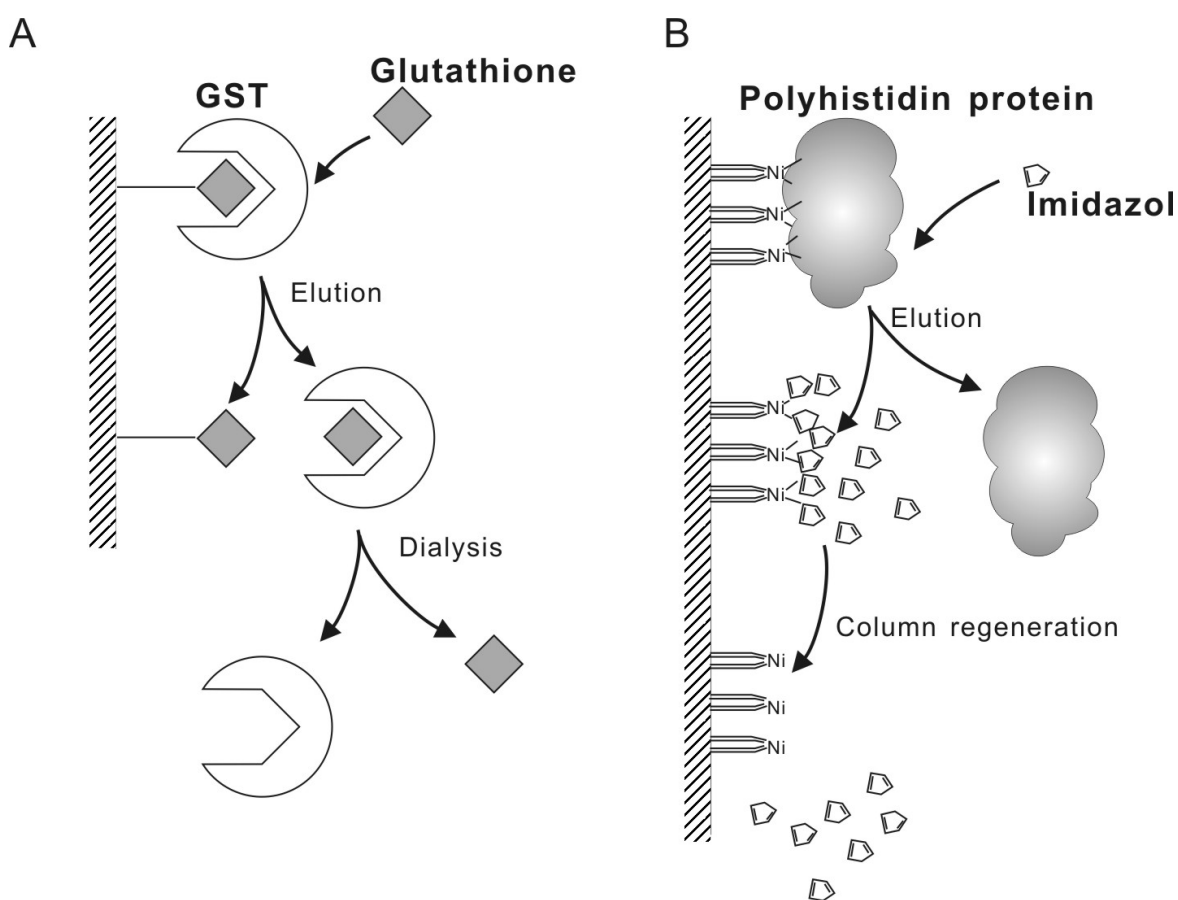 A
GST
Glutathione
Elution
Dialysis
B
Polyhistidin protein
Ni
Ni
Ni
Imidazol
Elution
Ni
Ni
Ni
Column regeneration
Ni
Ni
Ni